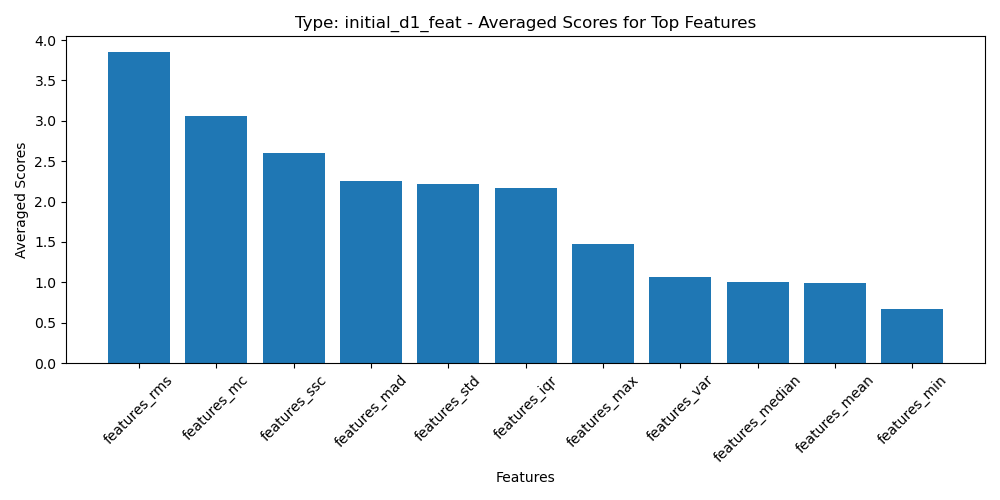 Type: initial_d1_feat - Averaged Scores for Top Features
Averaged Scores
4.0
3.5
3.0
2.5
2.0
1.5
1.0
0.5
0.0
features_rms
features_mc
features_ssc
features_mad
features_std
features_iqr
features_max
features_var
features_median
features_mean
features_min
Features